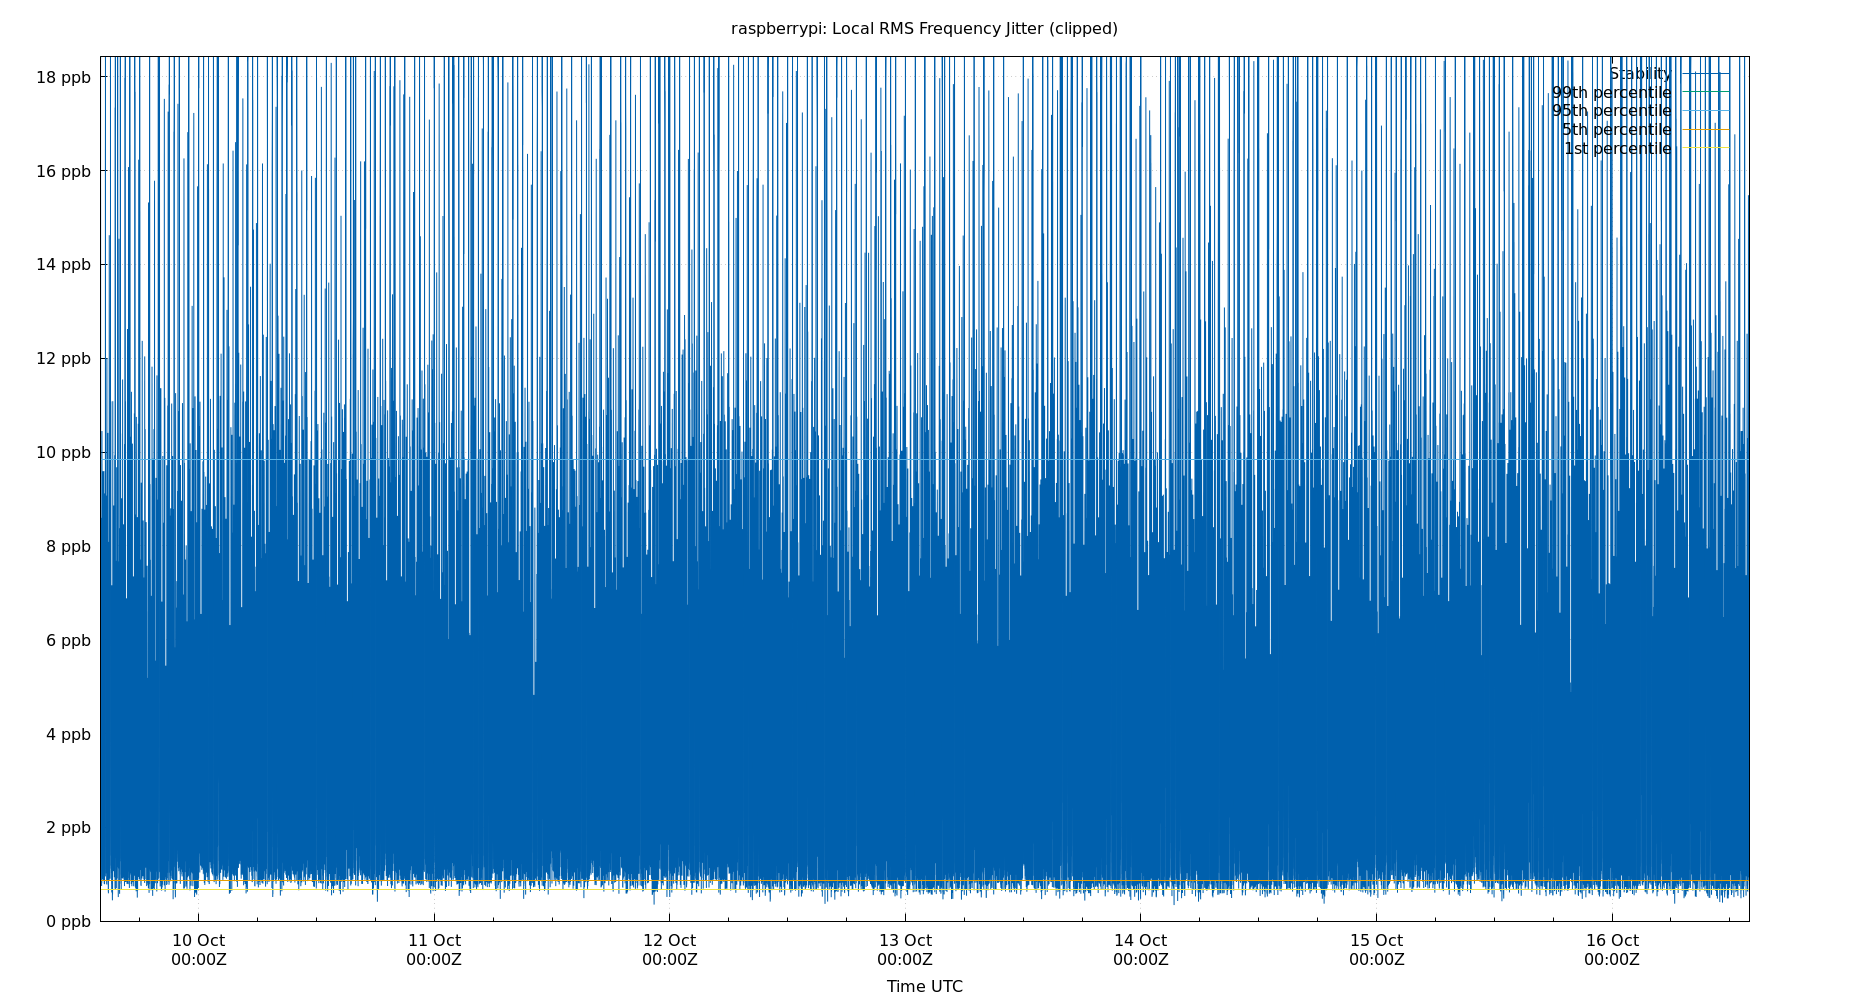 raspberrypi: Local RMS Frequency Jitter (clipped)
18 ppb
16 ppb
14 ppb
12 ppb
10 ppb
8 ppb
6 ppb
4 ppb
2 ppb
0 ppb
Stability
99th percentile
95th percentile
5th percentile
1st percentile
10 Oct 11 Oct 12 Oct 13 Oct 14 Oct 15 Oct 16 Oct
00:00Z 00:00Z 00:00Z 00:00Z 00:00Z 00:00Z 00:00Z
Time UTC